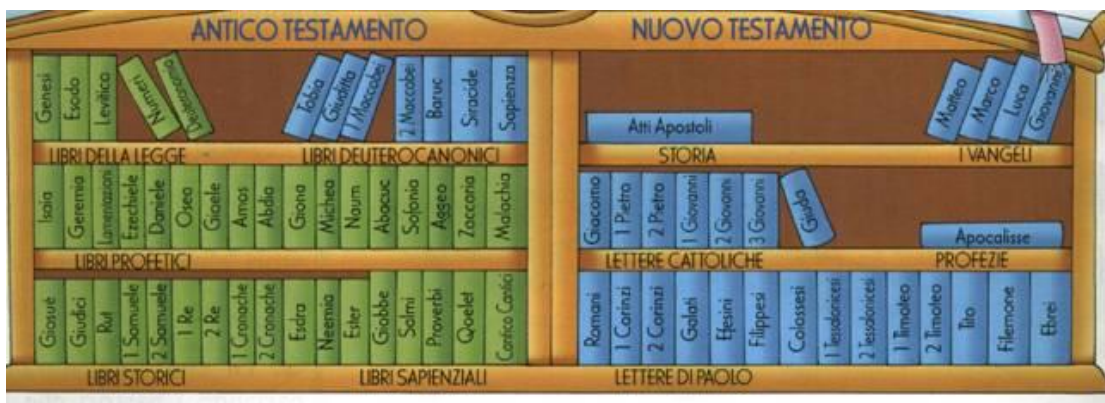 ANTICO TESTAMENTO
NUOVO TESTAMENTO
Genesi
Esodo
Levitico
Numeri
Deuteronomio
Tobia
Giuditta
1 Maccabei
2 Maccabei
Baruc
Siracide
Sapienza
LIBRI DELLA LEGGE
LIBRI DEUTEROCANONICI
Isaia
Geremia
Lamentazioni
Ezechiele
Daniele
Osea
Gioele
Amos
Abdia
Giona
Michea
Naum
Abacuc
Sofonia
Aggeo
Zaccaria
Malachia
LIBRI PROFETICI
Giosuè
Giudici
Rut
1 Samuele
2 Samuele
1 Re
2 Re
1 Cronache
2 Cronache
Esdra
Neemia
Ester
Giobbe
Salmi
Proverbi
Qoelet
Cantico Cantici
LIBRI STORICI
LIBRI SAPIENZIALI
Atti Apostoli
Matteo
Marco
Luca
Giovanni
STORIA
I VANGELI
Giacomo
1 Pietro
2 Pietro
1 Giovanni
2 Giovanni
3 Giovanni
Giuda
Apocalisse
LETTERE CATTOLICHE
PROFEZIE
Romani
1 Corinzi
2 Corinzi
Galati
Efesini
Filippesi
Colossesi
1 Tessalonicesi
2 Tessalonicesi
1 Timoteo
2 Timoteo
Tito
Filemone
Ebrei
LETTERE DI PAOLO